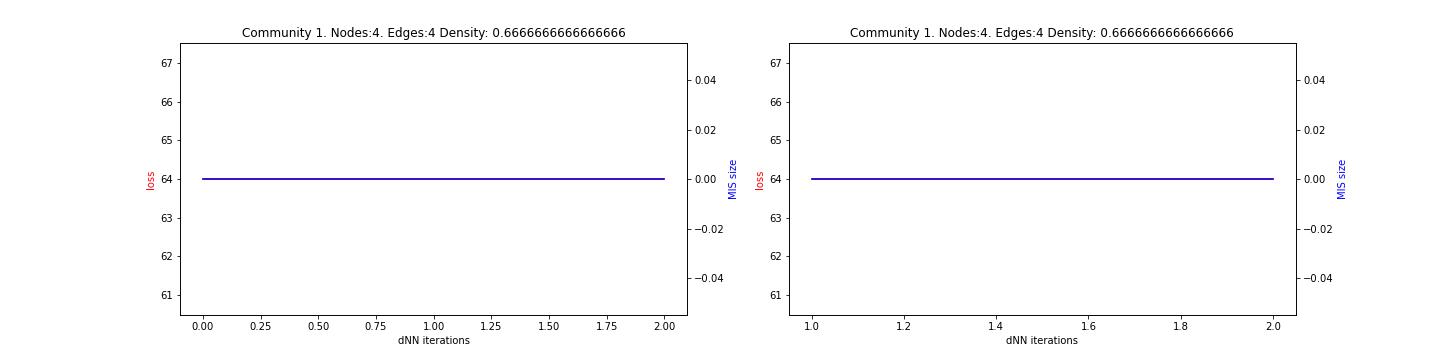 Community 1. Nodes:4. Edges:4 Density: 0.6666666666666666
67
66
65
64
63
62
61
loss
0.04
0.02
0.00
−0.02
−0.04
MIS size
0.00 0.25 0.50 0.75 1.00 1.25 1.50 1.75 2.00
dNN iterations
Community 1. Nodes:4. Edges:4 Density: 0.6666666666666666
67
66
65
64
63
62
61
loss
0.04
0.02
0.00
−0.02
−0.04
MIS size
1.0 1.2 1.4 1.6 1.8 2.0
dNN iterations